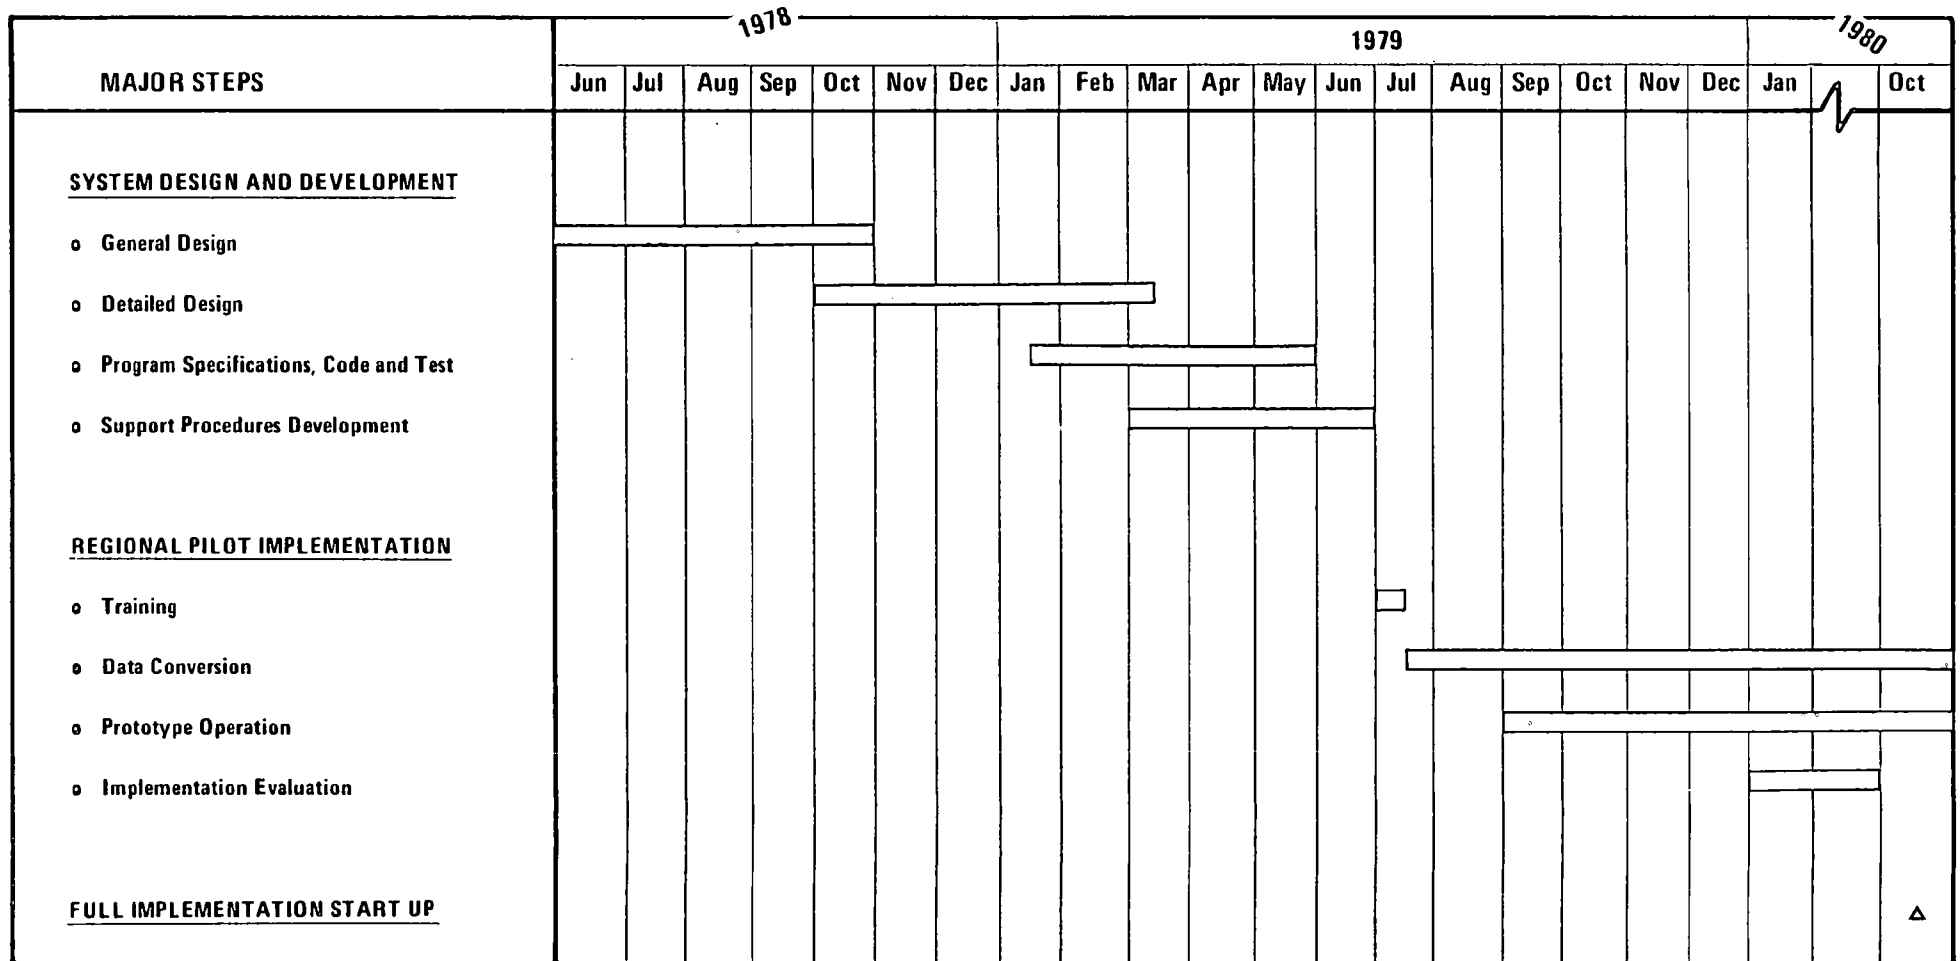 1978 1979 1980
MAJOR STEPS Jun Jul Aug Sep Oct Nov Dec Jan Feb Mar Apr May Jun Jul Aug Sep Oct Nov Dec Jan Oct
SYSTEM DESIGN AND DEVELOPMENT
o General Design
o Detailed Design
o Program Specifications, Code and Test
o Support Procedures Development
REGIONAL PILOT IMPLEMENTATION
o Training
o Data Conversion
o Prototype Operation
o Implementation Evaluation
FULL IMPLEMENTATION START UP